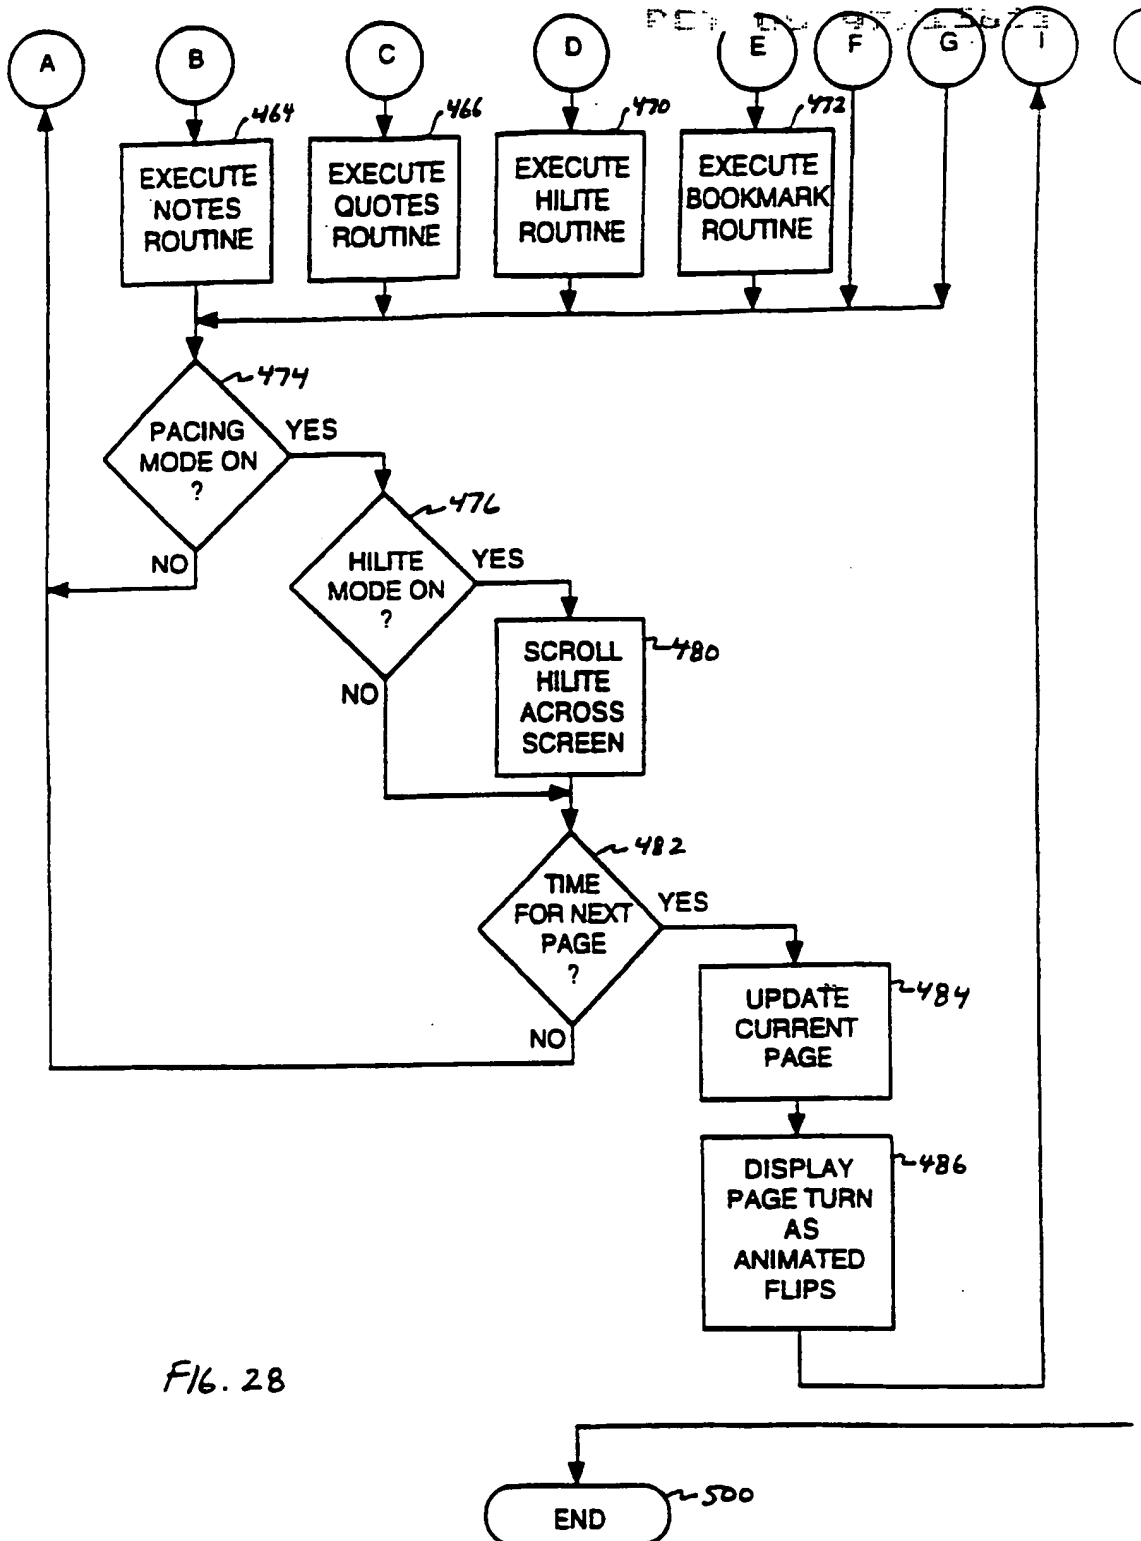 A
B
C
D
E
F
G
I
464
466
470
472
EXECUTE
NOTES
ROUTINE
EXECUTE
QUOTES
ROUTINE
EXECUTE
HILITE
ROUTINE
EXECUTE
BOOKMARK
ROUTINE
474
PACING
MODE ON
?
YES
NO
476
HILITE
MODE ON
?
YES
NO
480
SCROLL
HILITE
ACROSS
SCREEN
482
TIME
FOR NEXT
PAGE
?
YES
NO
484
UPDATE
CURRENT
PAGE
486
DISPLAY
PAGE TURN
AS
ANIMATED
FLIPS
FIG. 28
500
END